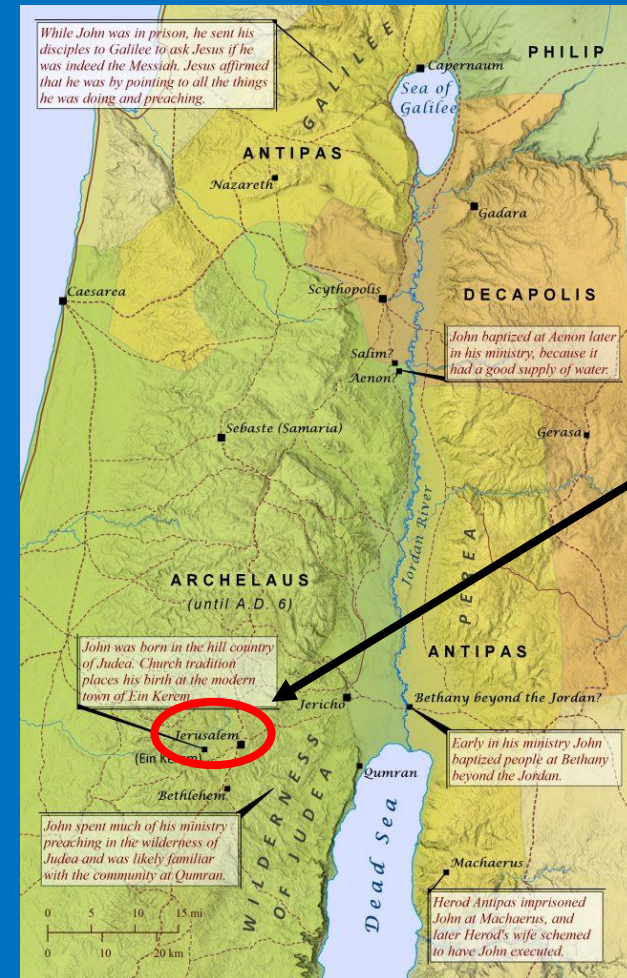 While John was in prison, he sent his
disciples to Galilee to ask Jesus if he
was indeed the Messiah. Jesus affirmed
that he was by pointing to all the things
he was doing and preaching.
GALILEE
PHILIP
Capernaum
Sea of
Galilee
ANTIPAS
Nazareth
Gadara
Caesarea
Scythopolis
DECAPOLIS
John baptized at Aenon later
in his ministry, because it
had a good supply of water.
Salim?
Aenon?
Sebaste (Samaria)
Gerasa
Jordan River
PEREA
ARCHELAUS
(until A.D. 6)
ANTIPAS
John was born in the hill country
of Judea. Church tradition
places his birth at the modern
town of Ein Kerem
Jericho
Bethany beyond the Jordan?
Jerusalem
(Ein Kerem)
Early in his ministry John
baptized people at Bethany
beyond the Jordan.
Qumran
Bethlehem
WILDERNESS
OF JUDEA
Dead Sea
John spent much of his ministry
preaching in the wilderness of
Judea and was likely familiar
with the community at Qumran.
Machaerus
Herod Antipas imprisoned
John at Machaerus, and
later Herod's wife schemed
to have John executed.
0 5 10 15 mi
0 10 20 km